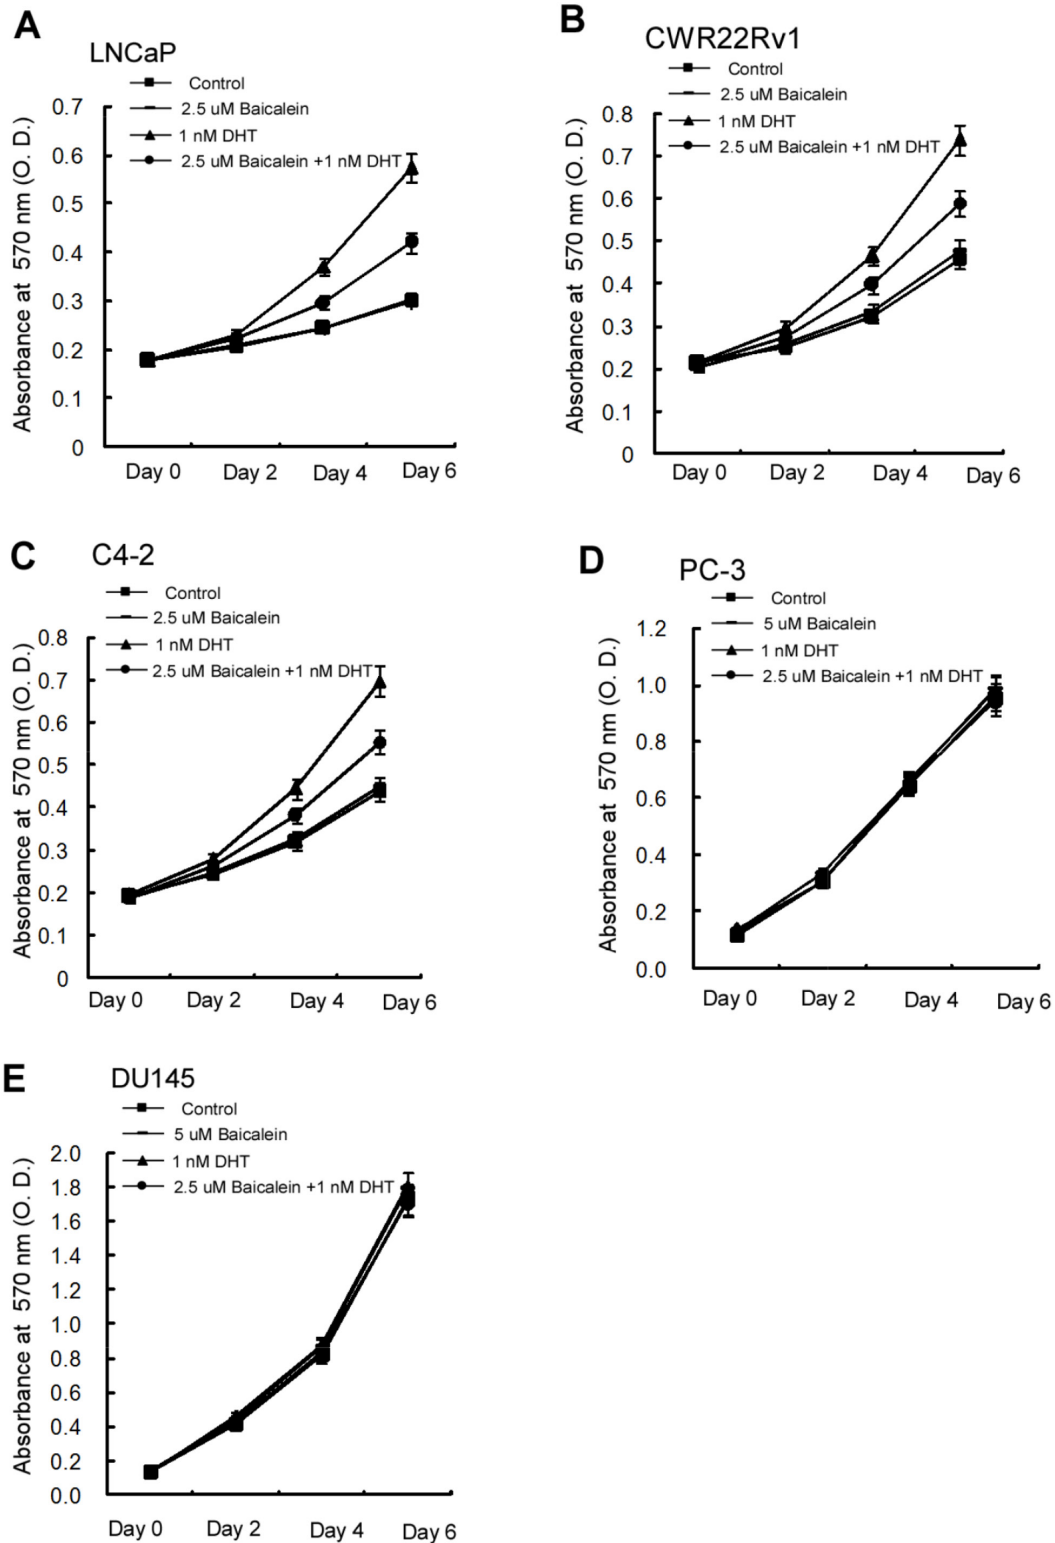 A
LNCaP
Control
2.5 uM Baicalein
1 nM DHT
2.5 uM Baicalein +1 nM DHT
Absorbance at 570 nm (O. D.)
0.7
0.6
0.5
0.4
0.3
0.2
0.1
0
Day 0 Day 2 Day 4 Day 6
B
CWR22Rv1
Control
2.5 uM Baicalein
1 nM DHT
2.5 uM Baicalein +1 nM DHT
Absorbance at 570 nm (O. D.)
0.8
0.7
0.6
0.5
0.4
0.3
0.2
0.1
0
Day 0 Day 2 Day 4 Day 6
C
C4-2
Control
2.5 uM Baicalein
1 nM DHT
2.5 uM Baicalein +1 nM DHT
Absorbance at 570 nm (O. D.)
0.8
0.7
0.6
0.5
0.4
0.3
0.2
0.1
0
Day 0 Day 2 Day 4 Day 6
D
PC-3
Control
5 uM Baicalein
1 nM DHT
2.5 uM Baicalein +1 nM DHT
Absorbance at 570 nm (O. D.)
1.2
1.0
0.8
0.6
0.4
0.2
0.0
Day 0 Day 2 Day 4 Day 6
E
DU145
Control
5 uM Baicalein
1 nM DHT
2.5 uM Baicalein +1 nM DHT
Absorbance at 570 nm (O. D.)
2.0
1.8
1.6
1.4
1.2
1.0
0.8
0.6
0.4
0.2
0.0
Day 0 Day 2 Day 4 Day 6